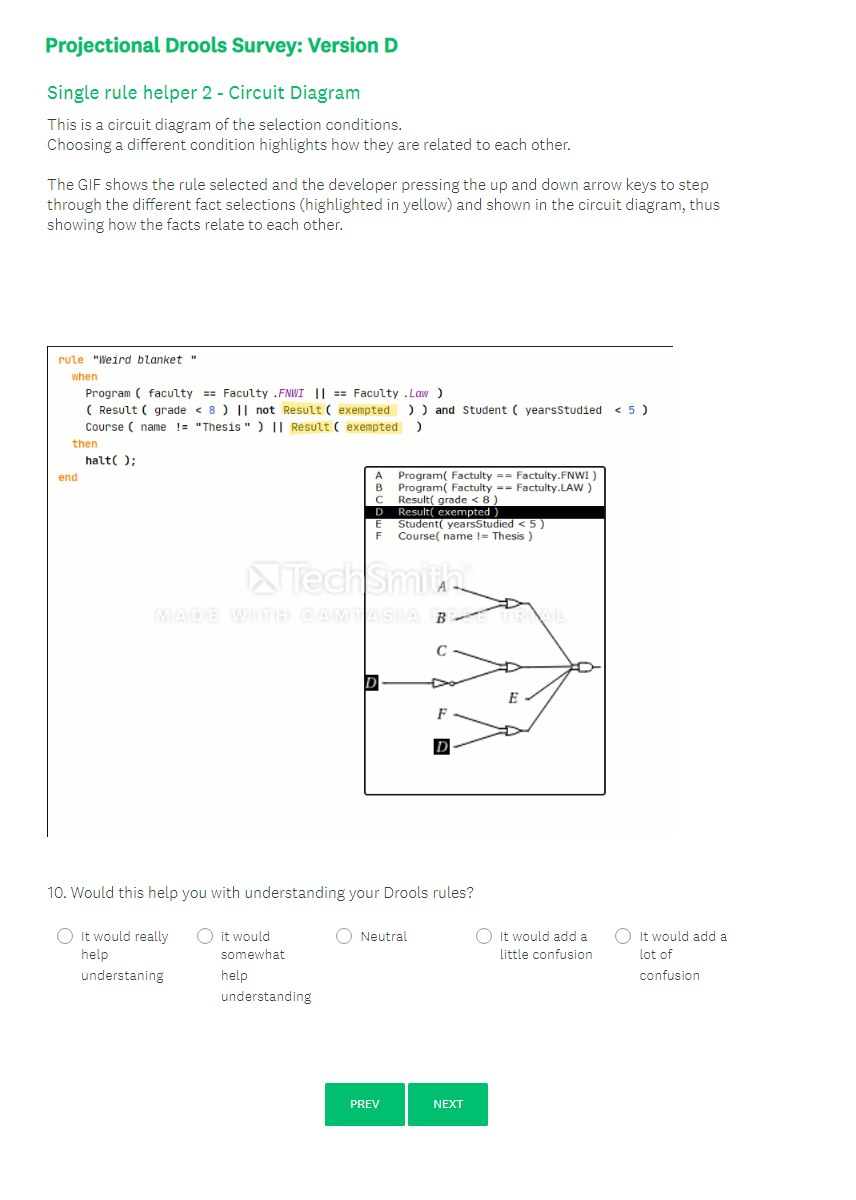 Projectional Drools Survey: Version D
Single rule helper 2 - Circuit Diagram
This is a circuit diagram of the selection conditions.
Choosing a different condition highlights how they are related to each other.
The GIF shows the rule selected and the developer pressing the up and down arrow keys to step
through the different fact selections (highlighted in yellow) and shown in the circuit diagram, thus
showing how the facts relate to each other.
rule "Weird blanket "
when
Program ( faculty == Faculty .FNWI || == Faculty .Law )
( Result ( grade < 8 ) || not Result ( exempted ) ) and Student ( yearsStudied < 5 )
Course ( name != "Thesis" ) || Result ( exempted )
then
halt( );
end
A Program( Factulty == Factulty.FNWI )
B Program( Factulty == Factulty.LAW )
C Result( grade < 8 )
D Result( exempted )
E Student( yearsStudied < 5 )
F Course( name != Thesis )
TechSmith
MADE WITH CAMTASIA FREE TRIAL
A
B
C
D
E
F
D
10. Would this help you with understanding your Drools rules?
It would really help understaning
it would somewhat help understanding
Neutral
It would add a little confusion
It would add a lot of confusion
PREV NEXT